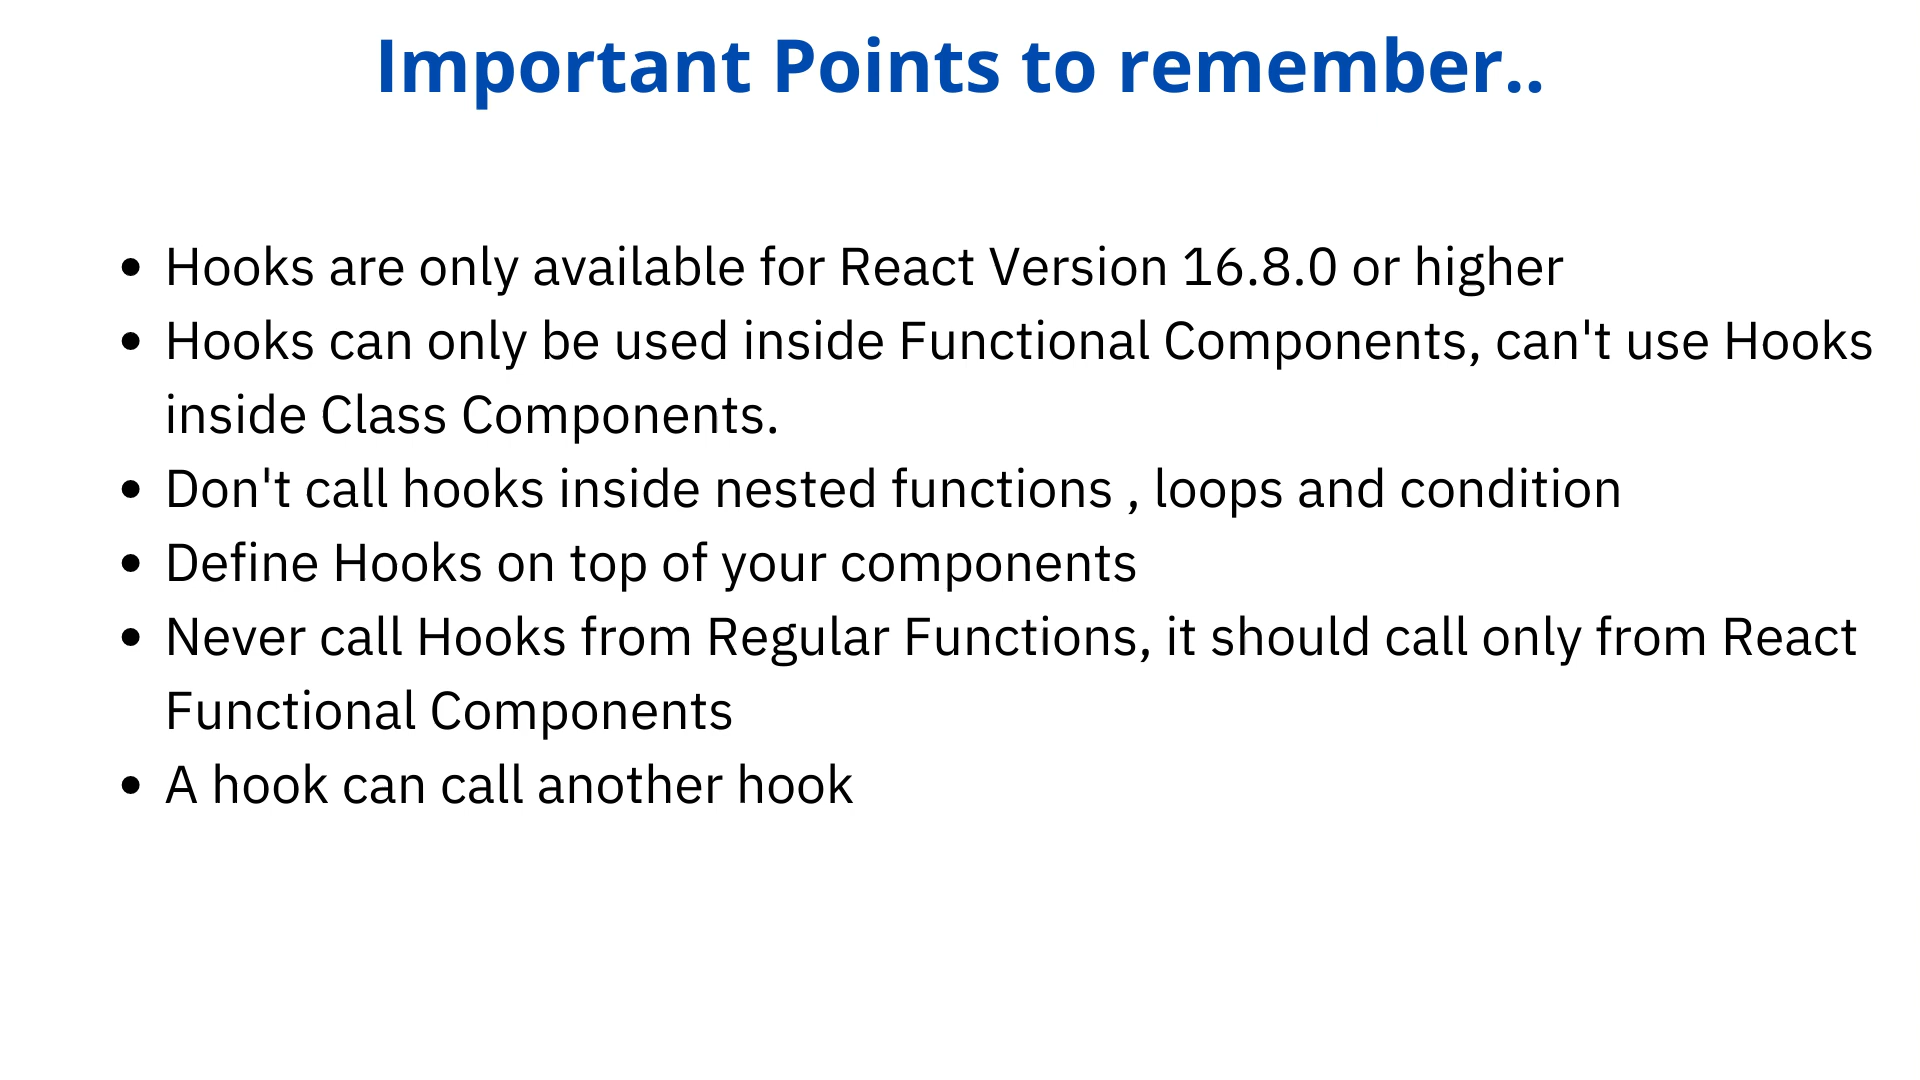 Important Points to remember..
• Hooks are only available for React Version 16.8.0 or higher
• Hooks can only be used inside Functional Components, can't use Hooks
inside Class Components.
• Don't call hooks inside nested functions , loops and condition
• Define Hooks on top of your components
• Never call Hooks from Regular Functions, it should call only from React
Functional Components
• A hook can call another hook